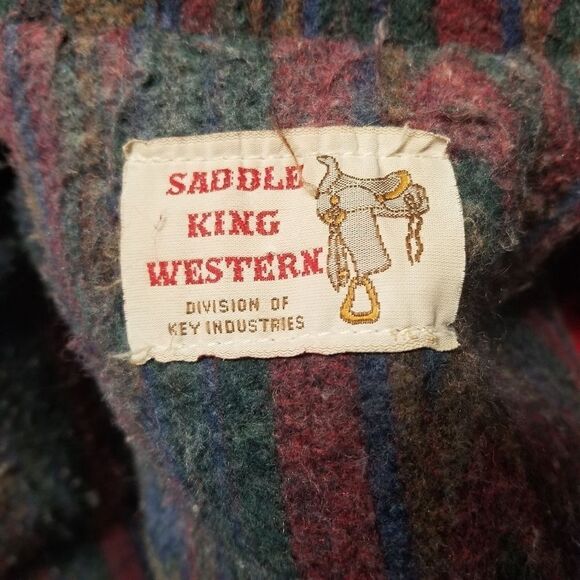 SADDLE
KING
WESTERN
DIVISION OF
KEY INDUSTRIES